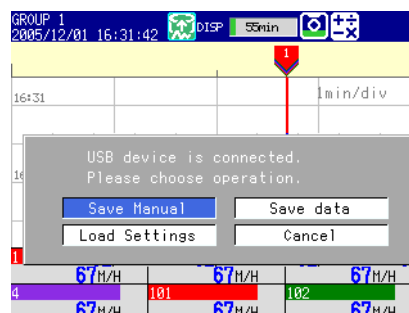 GROUP 1
2005/12/01 16:31:42 DISP 55min
1
16:31 1min/div
16
USB device is connected.
Please choose operation.
Save Manual Save data
Load Settings Cancel
1
67M/H 67M/H 67M/H
4 101 102
67M/H 67M/H 67M/H